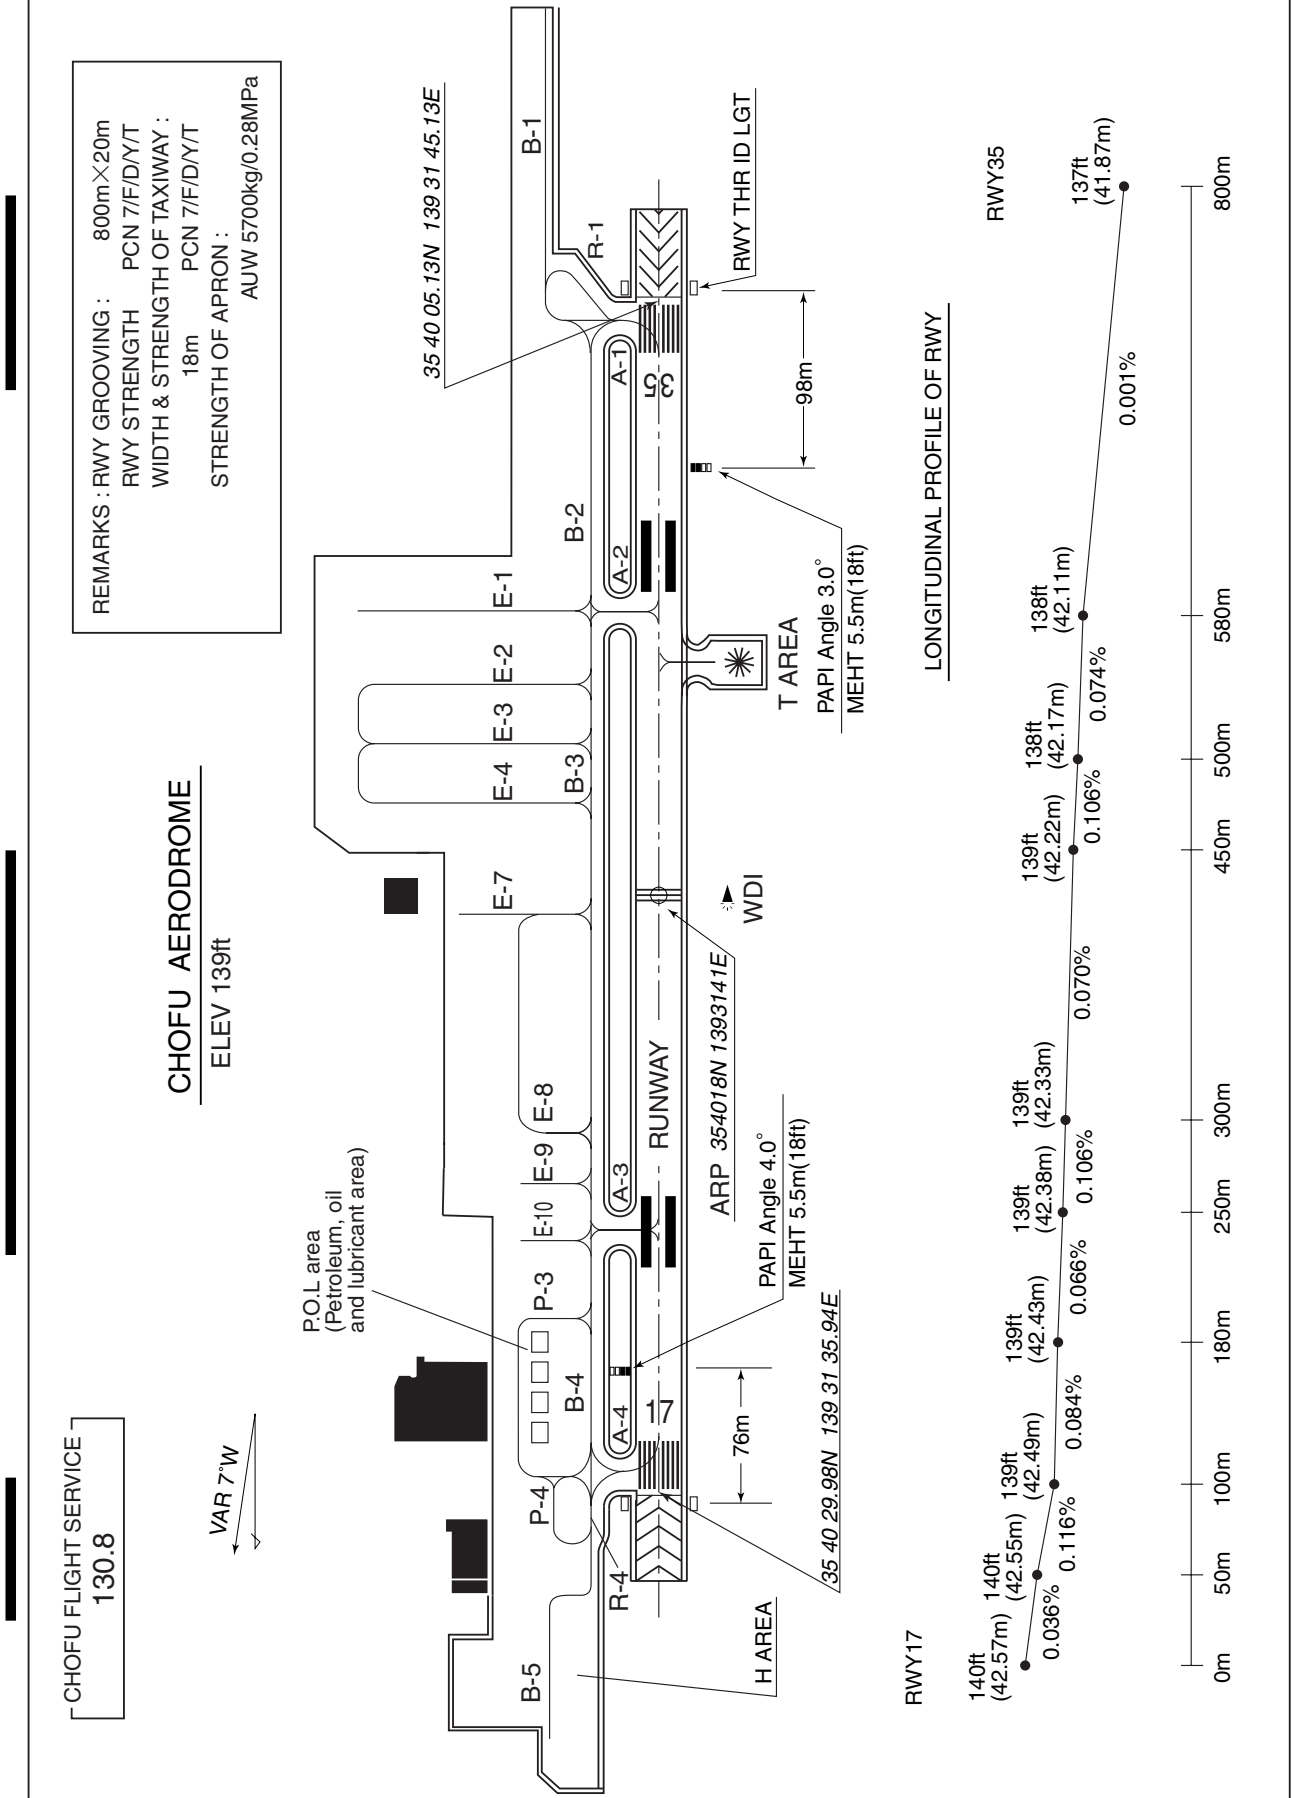 CHOFU FLIGHT SERVICE
130.8
VAR 7°W
CHOFU AERODROME
ELEV 139ft
REMARKS : RWY GROOVING : 800m×20m
RWY STRENGTH PCN 7/F/D/Y/T
WIDTH & STRENGTH OF TAXIWAY :
18m PCN 7/F/D/Y/T
STRENGTH OF APRON :
AUW 5700kg/0.28MPa
P.O.L area
(Petroleum, oil
and lubricant area)
35 40 05.13N 139 31 45.13E
B-5
P-4
P-3
E-10
E-9
E-8
E-7
E-4
E-3
E-2
E-1
B-1
B-4
B-3
B-2
R-4
A-4
A-3
A-2
A-1
R-1
17
RUNWAY
35
H AREA
76m
ARP 354018N 1393141E
WDI
T AREA
98m
RWY THR ID LGT
PAPI Angle 4.0°
MEHT 5.5m(18ft)
PAPI Angle 3.0°
MEHT 5.5m(18ft)
35 40 29.98N 139 31 35.94E
LONGITUDINAL PROFILE OF RWY
RWY17
RWY35
140ft
(42.57m)
140ft
(42.55m)
139ft
(42.49m)
139ft
(42.43m)
139ft
(42.38m)
139ft
(42.33m)
139ft
(42.22m)
138ft
(42.17m)
138ft
(42.11m)
137ft
(41.87m)
0.036%
0.116%
0.084%
0.066%
0.106%
0.070%
0.106%
0.074%
0.001%
0m
50m
100m
180m
250m
300m
450m
500m
580m
800m